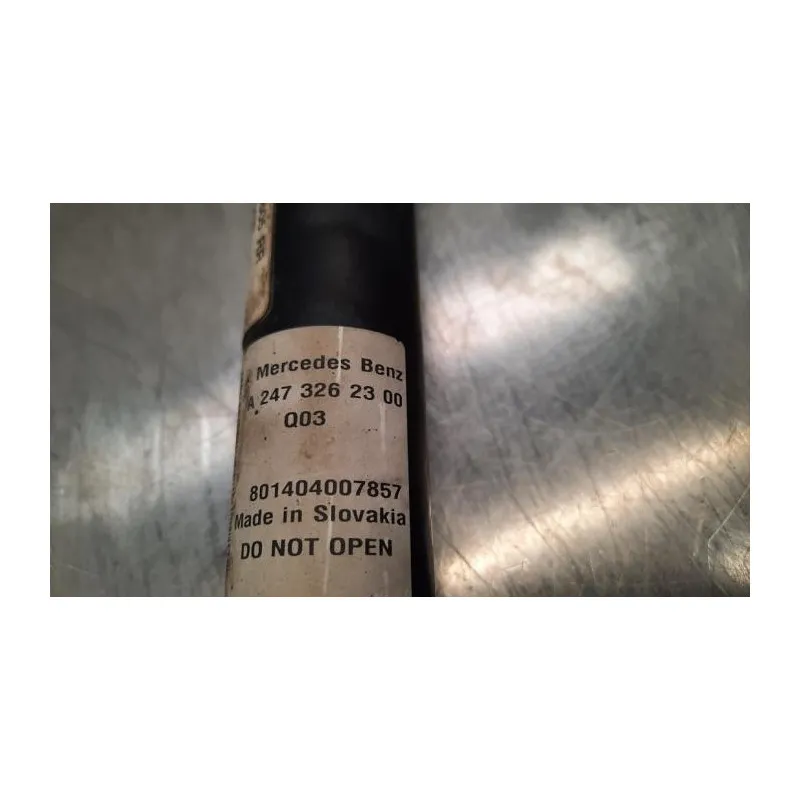 Mercedes Benz
A 247 326 23 00
Q03
801404007857
Made in Slovakia
DO NOT OPEN